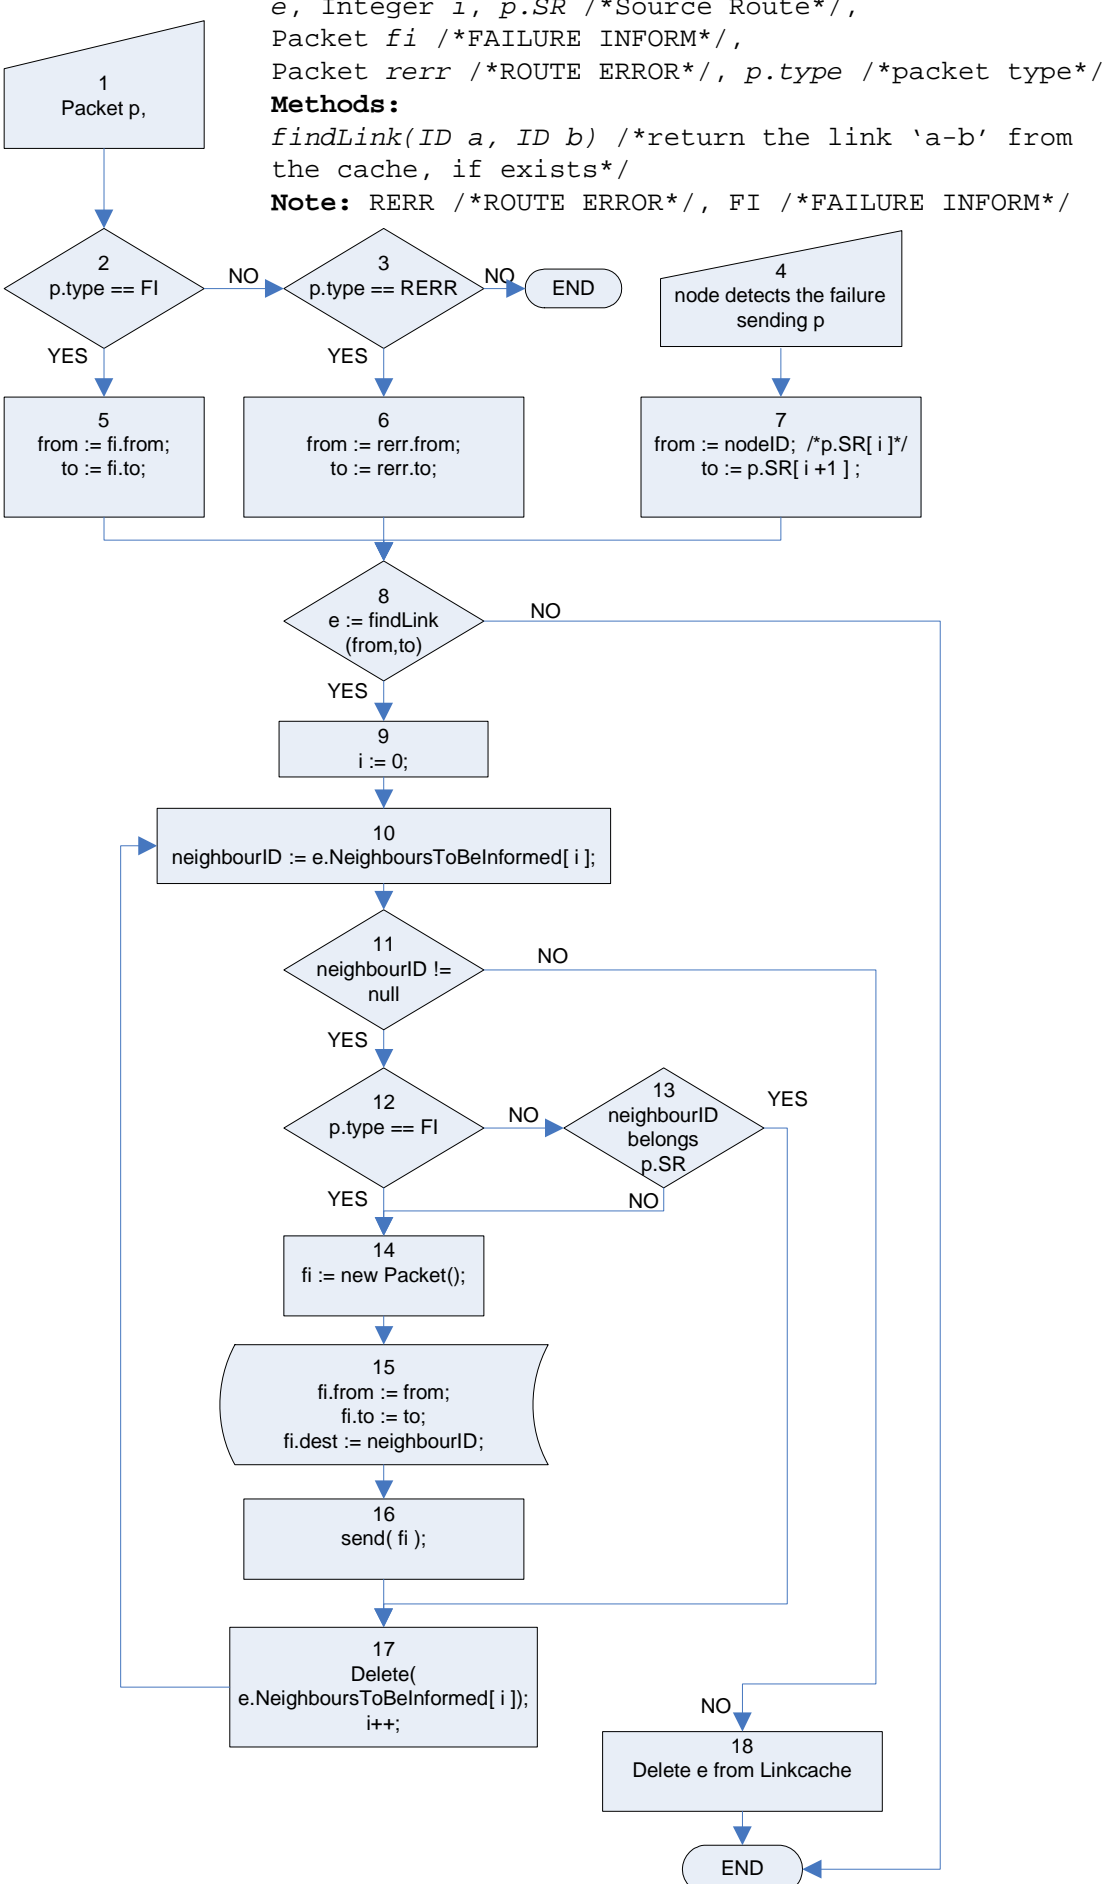 e, Integer i, p.SR /*Source Route*/,
Packet fi /*FAILURE INFORM*/,
Packet rerr /*ROUTE ERROR*/, p.type /*packet type*/
Methods:
findLink(ID a, ID b) /*return the link ‘a-b’ from
the cache, if exists*/
Note: RERR /*ROUTE ERROR*/, FI /*FAILURE INFORM*/
1
Packet p,
2
p.type == FI
NO
YES
3
p.type == RERR
NO
YES
END
4
node detects the failure
sending p
5
from := fi.from;
to := fi.to;
6
from := rerr.from;
to := rerr.to;
7
from := nodeID; /*p.SR[ i ]*/
to := p.SR[ i +1 ] ;
8
e := findLink
(from,to)
NO
YES
9
i := 0;
10
neighbourID := e.NeighboursToBeInformed[ i ];
11
neighbourID !=
null
NO
YES
12
p.type == FI
NO
YES
13
neighbourID
belongs
p.SR
YES
NO
14
fi := new Packet();
15
fi.from := from;
fi.to := to;
fi.dest := neighbourID;
16
send( fi );
17
Delete(
e.NeighboursToBeInformed[ i ]);
i++;
NO
18
Delete e from Linkcache
END